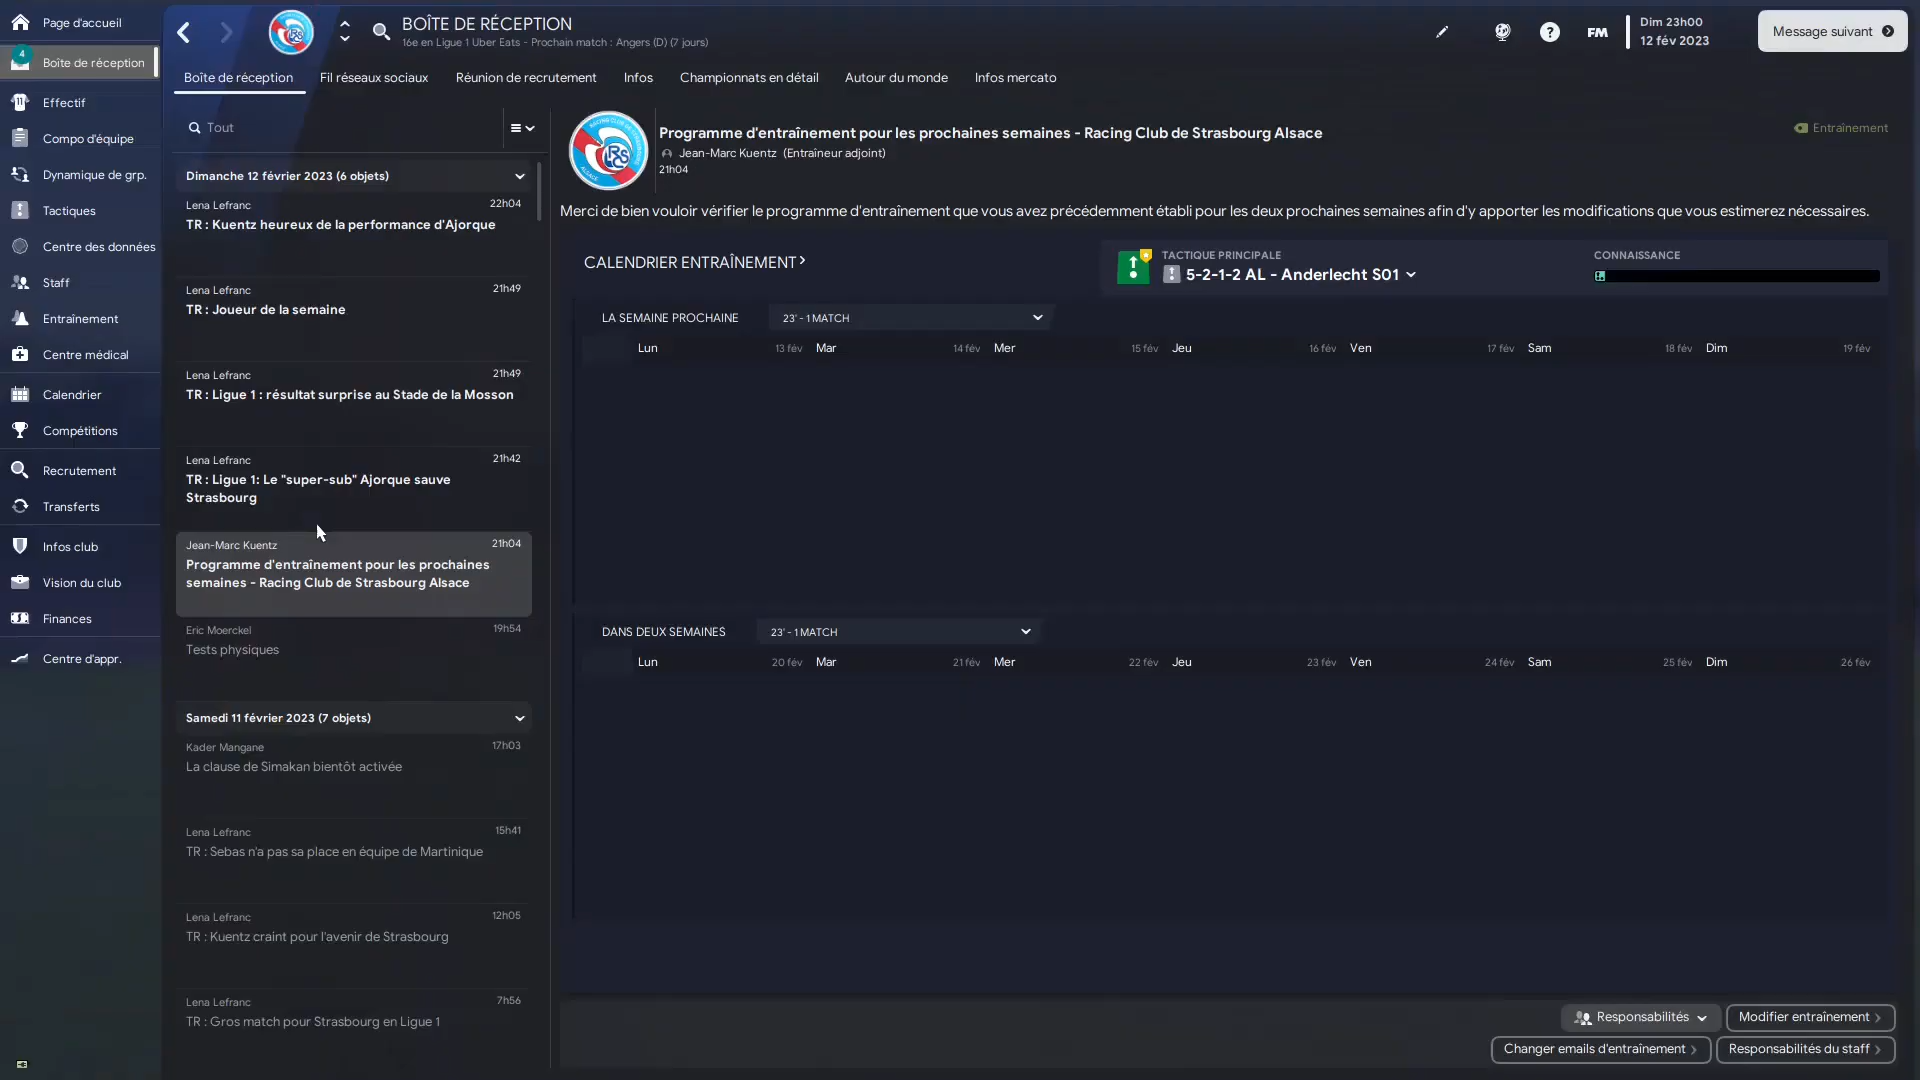 Page d'accueil
4
Boîte de réception
Effectif
Compo d'équipe
Dynamique de grp.
Tactiques
Centre des données
Staff
Entraînement
Centre médical
Calendrier
Compétitions
Recrutement
Transferts
Infos club
Vision du club
Finances
Centre d'appr.
BOÎTE DE RÉCEPTION
16e en Ligue 1 Uber Eats - Prochain match : Angers (D) (7 jours)
FM
Dim 23h00
12 fév 2023
Message suivant
Boîte de réception
Fil réseaux sociaux
Réunion de recrutement
Infos
Championnats en détail
Autour du monde
Infos mercato
Tout
Dimanche 12 février 2023 (6 objets)
Lena Lefranc 22h04
TR : Kuentz heureux de la performance d'Ajorque
Lena Lefranc 21h49
TR : Joueur de la semaine
Lena Lefranc 21h49
TR : Ligue 1 : résultat surprise au Stade de la Mosson
Lena Lefranc 21h42
TR : Ligue 1: Le "super-sub" Ajorque sauve
Strasbourg
Jean-Marc Kuentz 21h04
Programme d'entraînement pour les prochaines
semaines - Racing Club de Strasbourg Alsace
Eric Moerckel 19h54
Tests physiques
Samedi 11 février 2023 (7 objets)
Kader Mangane 17h03
La clause de Simakan bientôt activée
Lena Lefranc 15h41
TR : Sebas n'a pas sa place en équipe de Martinique
Lena Lefranc 12h05
TR : Kuentz craint pour l'avenir de Strasbourg
Lena Lefranc 7h56
TR : Gros match pour Strasbourg en Ligue 1
Programme d'entraînement pour les prochaines semaines - Racing Club de Strasbourg Alsace
Jean-Marc Kuentz (Entraîneur adjoint)
21h04
Entraînement
Merci de bien vouloir vérifier le programme d'entraînement que vous avez précédemment établi pour les deux prochaines semaines afin d'y apporter les modifications que vous estimerez nécessaires.
CALENDRIER ENTRAÎNEMENT
TACTIQUE PRINCIPALE
5-2-1-2 AL - Anderlecht S01
CONNAISSANCE
LA SEMAINE PROCHAINE 23' - 1 MATCH
Lun 13 fév Mar 14 fév Mer 15 fév Jeu 16 fév Ven 17 fév Sam 18 fév Dim 19 fév
DANS DEUX SEMAINES 23' - 1 MATCH
Lun 20 fév Mar 21 fév Mer 22 fév Jeu 23 fév Ven 24 fév Sam 25 fév Dim 26 fév
Responsabilités
Modifier entraînement
Changer emails d'entraînement
Responsabilités du staff